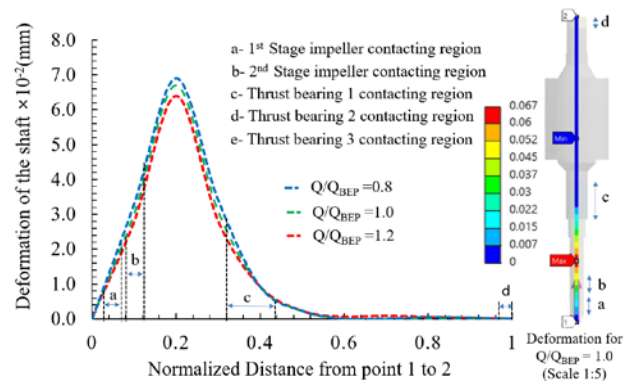 Deformation of the shaft ×10⁻²(mm)
8.0
7.0
6.0
5.0
4.0
3.0
2.0
1.0
0.0
a- 1st Stage impeller contacting region
b- 2nd Stage impeller contacting region
c- Thrust bearing 1 contacting region
d- Thrust bearing 2 contacting region
e- Thrust bearing 3 contacting region
Q/QBEP =0.8
Q/QBEP =1.0
Q/QBEP =1.2
a
b
c
d
0
0.2
0.4
0.6
0.8
1
Normalized Distance from point 1 to 2
0.067
0.06
0.052
0.045
0.037
0.03
0.022
0.015
0.007
0
2
d
Min
c
Max
b
a
1
Deformation for
Q/QBEP = 1.0
(Scale 1:5)